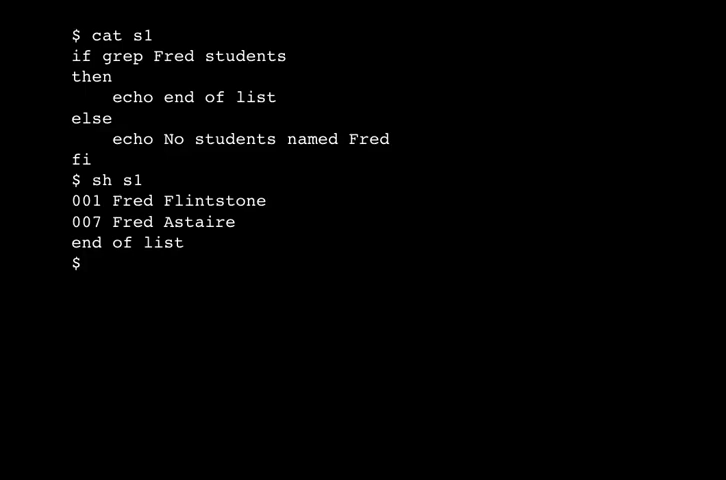 $ cat s1
if grep Fred students
then
    echo end of list
else
    echo No students named Fred
fi
$ sh s1
001 Fred Flintstone
007 Fred Astaire
end of list
$